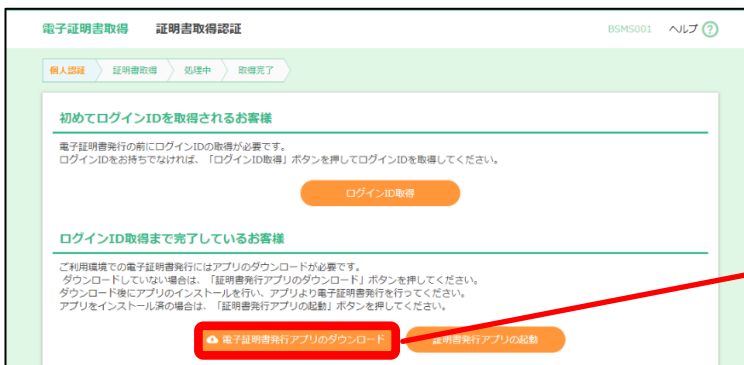 電子証明書取得 証明書取得認証 BSMS001 ヘルプ ?
個人認証 証明書取得 処理中 取得完了
初めてログインIDを取得されるお客様
電子証明書発行の前にログインIDの取得が必要です。
ログインIDをお持ちでなければ、「ログインID取得」ボタンを押してログインIDを取得してください。
ログインID取得
ログインID取得まで完了しているお客様
ご利用環境での電子証明書発行にはアプリのダウンロードが必要です。
ダウンロードしていない場合は、「証明書発行アプリのダウンロード」ボタンを押してください。
ダウンロード後にアプリのインストールを行い、アプリより電子証明書発行を行ってください。
アプリをインストール済の場合は、「証明書発行アプリの起動」ボタンを押してください。
電子証明書発行アプリのダウンロード 証明書発行アプリの起動